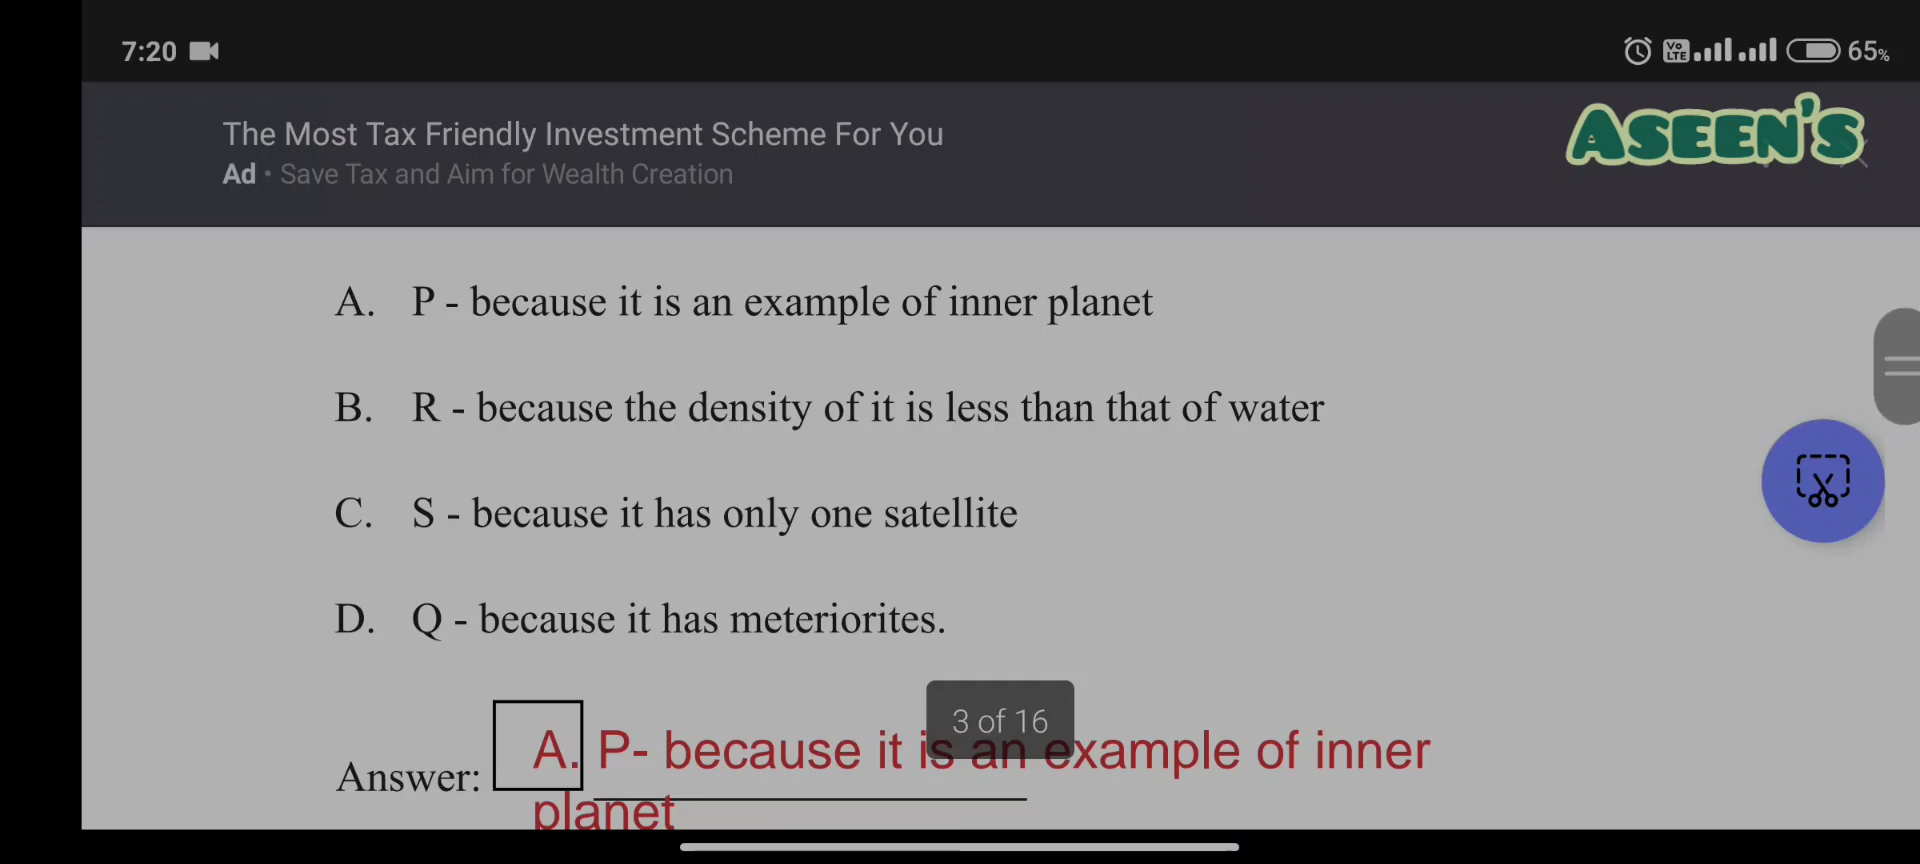 7:20
Vo LTE 65%
The Most Tax Friendly Investment Scheme For You
Ad • Save Tax and Aim for Wealth Creation
ASEEN'S
A. P - because it is an example of inner planet
B. R - because the density of it is less than that of water
C. S - because it has only one satellite
D. Q - because it has meteriorites.
3 of 16
Answer: A. P- because it is an example of inner
planet